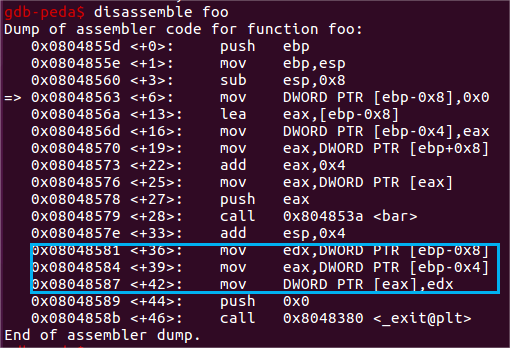 gdb-peda$ disassemble foo
Dump of assembler code for function foo:
   0x0804855d <+0>:     push   ebp
   0x0804855e <+1>:     mov    ebp,esp
   0x08048560 <+3>:     sub    esp,0x8
=> 0x08048563 <+6>:     mov    DWORD PTR [ebp-0x8],0x0
   0x0804856a <+13>:    lea    eax,[ebp-0x8]
   0x0804856d <+16>:    mov    DWORD PTR [ebp-0x4],eax
   0x08048570 <+19>:    mov    eax,DWORD PTR [ebp+0x8]
   0x08048573 <+22>:    add    eax,0x4
   0x08048576 <+25>:    mov    eax,DWORD PTR [eax]
   0x08048578 <+27>:    push   eax
   0x08048579 <+28>:    call   0x804853a <bar>
   0x0804857e <+33>:    add    esp,0x4
   0x08048581 <+36>:    mov    edx,DWORD PTR [ebp-0x8]
   0x08048584 <+39>:    mov    eax,DWORD PTR [ebp-0x4]
   0x08048587 <+42>:    mov    DWORD PTR [eax],edx
   0x08048589 <+44>:    push   0x0
   0x0804858b <+46>:    call   0x8048380 <_exit@plt>
End of assembler dump.